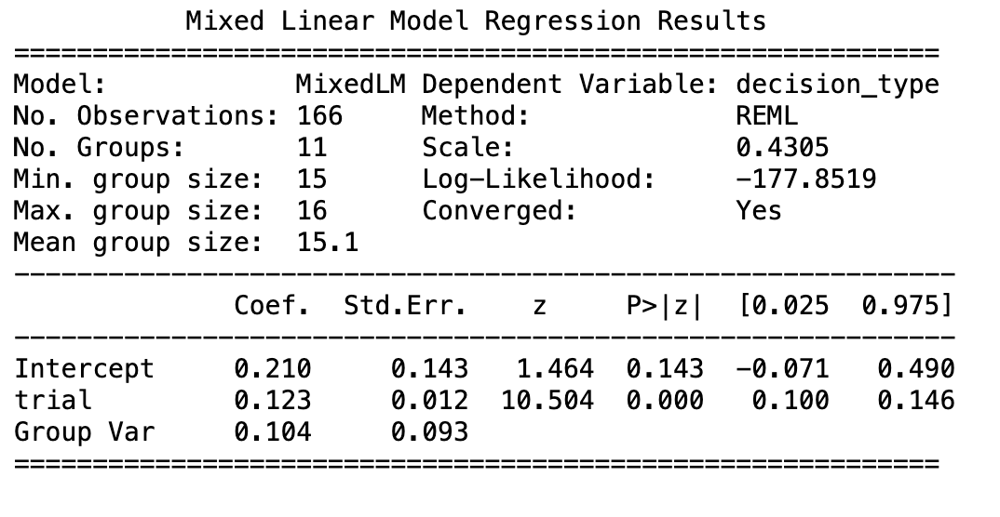 Mixed Linear Model Regression Results
=======================================================
Model: MixedLM Dependent Variable: decision_type
No. Observations: 166 Method: REML
No. Groups: 11 Scale: 0.4305
Min. group size: 15 Log-Likelihood: -177.8519
Max. group size: 16 Converged: Yes
Mean group size: 15.1
-------------------------------------------------------
Coef. Std.Err. z P>|z| [0.025 0.975]
-------------------------------------------------------
Intercept 0.210 0.143 1.464 0.143 -0.071 0.490
trial 0.123 0.012 10.504 0.000 0.100 0.146
Group Var 0.104 0.093
=======================================================